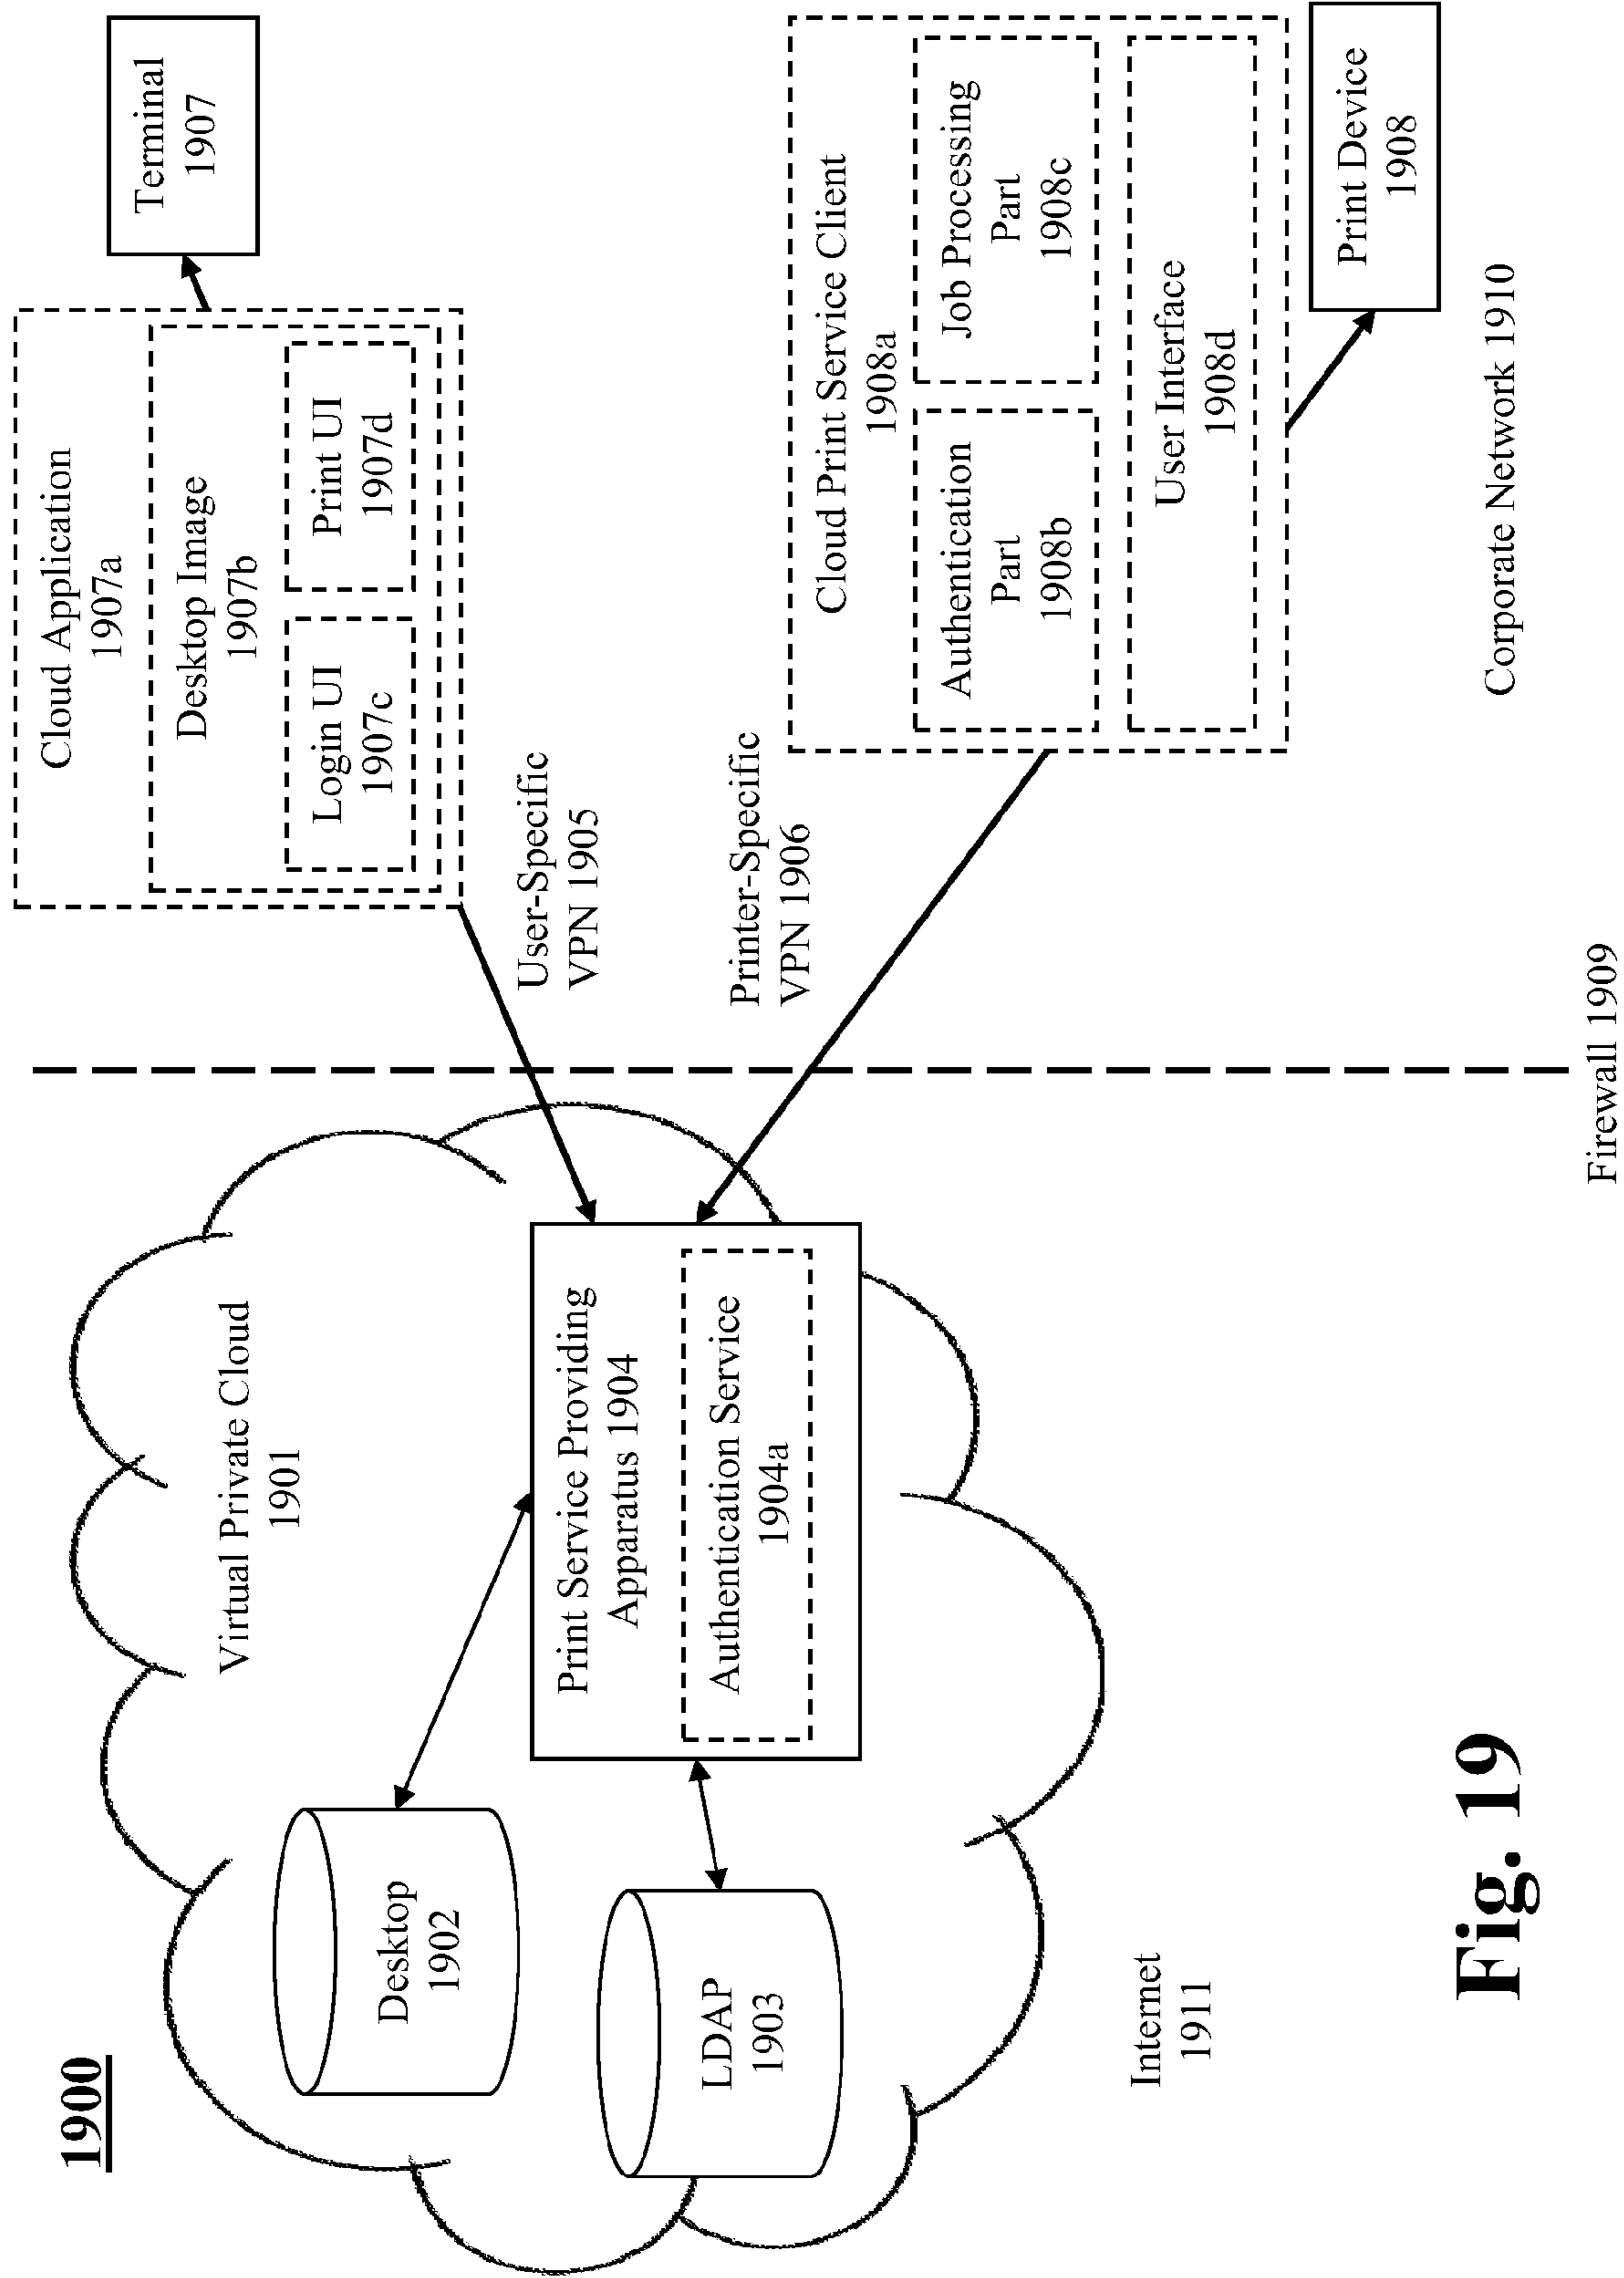 1900
Virtual Private Cloud
1901
Desktop
1902
LDAP
1903
Print Service Providing
Apparatus 1904
Authentication Service
1904a
Internet
1911
User-Specific
VPN 1905
Printer-Specific
VPN 1906
Firewall 1909
Cloud Application
1907a
Desktop Image
1907b
Login UI
1907c
Print UI
1907d
Terminal
1907
Cloud Print Service Client
1908a
Authentication
Part
1908b
Job Processing
Part
1908c
User Interface
1908d
Print Device
1908
Corporate Network 1910
Fig. 19